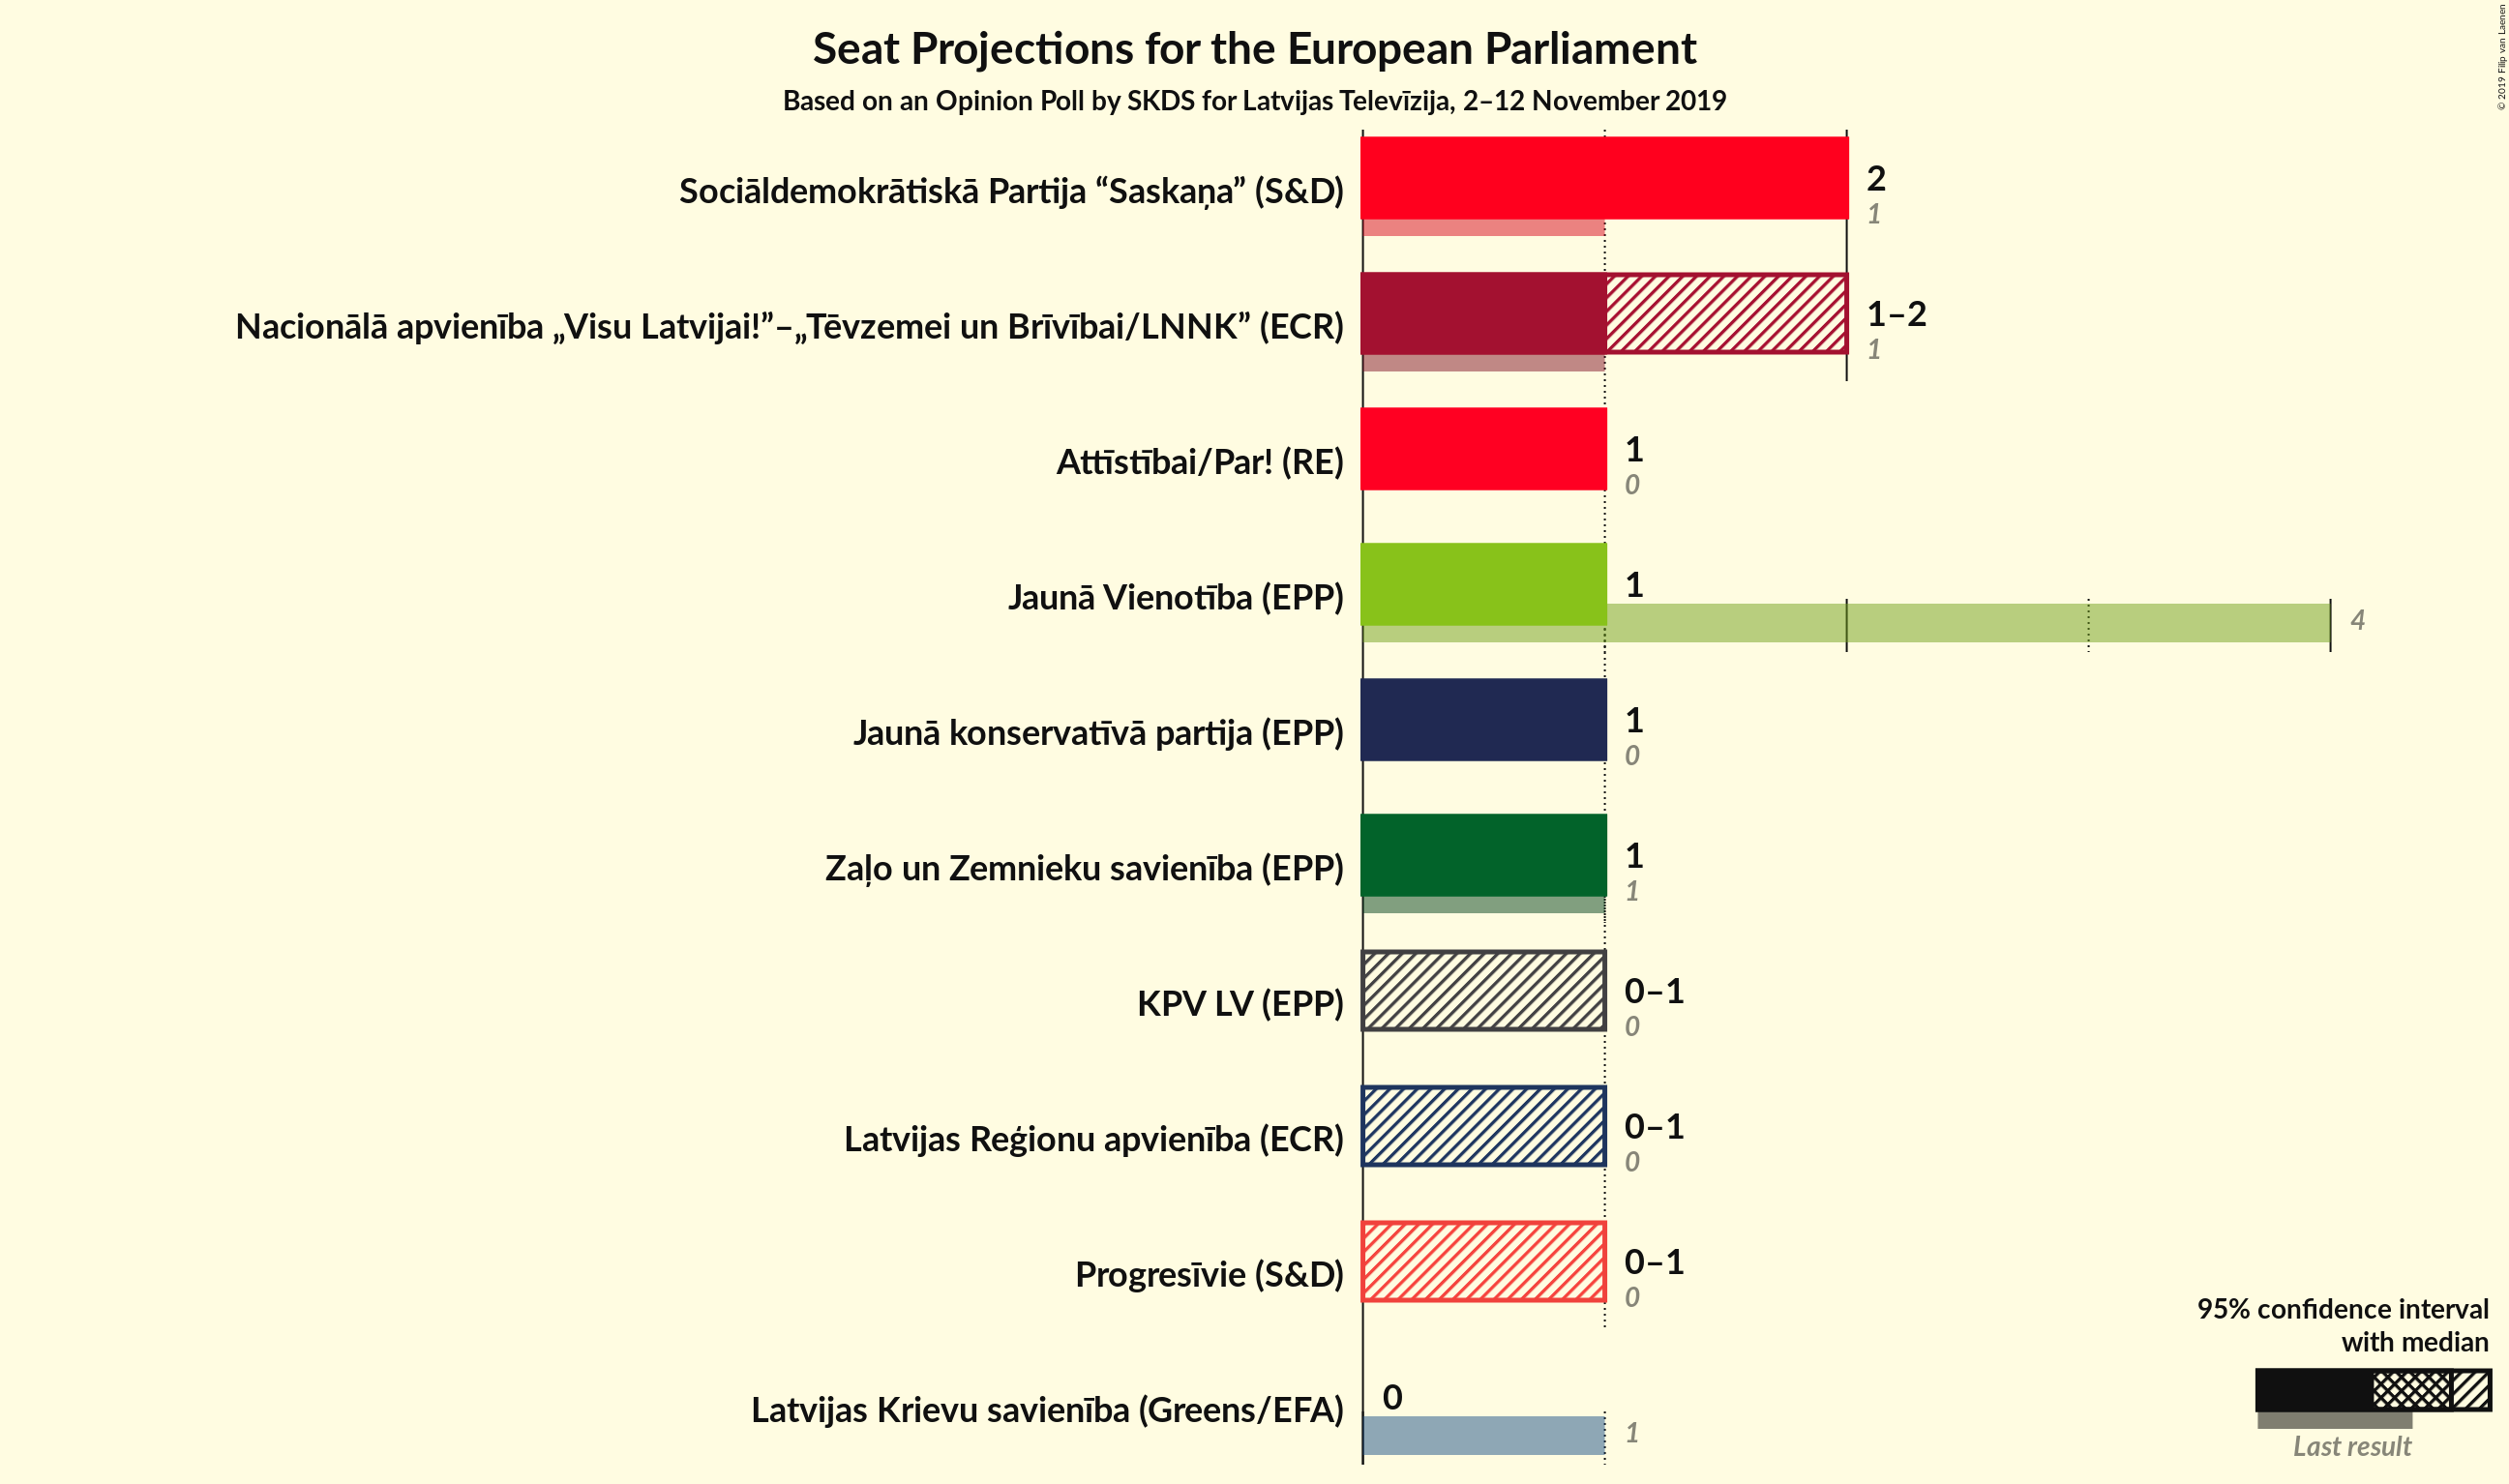 Seat Projections for the European Parliament
Based on an Opinion Poll by SKDS for Latvijas Televīzija, 2–12 November 2019
© 2019 Filip van Laenen
Sociāldemokrātiskā Partija “Saskaņa” (S&D)
2
1
Nacionālā apvienība „Visu Latvijai!”–„Tēvzemei un Brīvībai/LNNK” (ECR)
1–2
1
Attīstībai/Par! (RE)
1
0
Jaunā Vienotība (EPP)
1
4
Jaunā konservatīvā partija (EPP)
1
0
Zaļo un Zemnieku savienība (EPP)
1
1
KPV LV (EPP)
0–1
0
Latvijas Reģionu apvienība (ECR)
0–1
0
Progresīvie (S&D)
0–1
0
Latvijas Krievu savienība (Greens/EFA)
0
1
95% confidence interval
with median
Last result